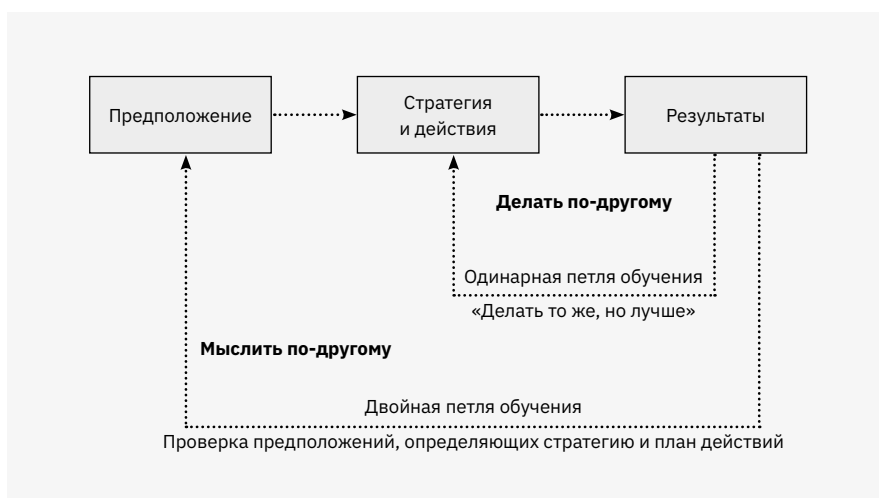 Предположение
Стратегия
и действия
Результаты
Делать по-другому
Одинарная петля обучения
«Делать то же, но лучше»
Мыслить по-другому
Двойная петля обучения
Проверка предположений, определяющих стратегию и план действий